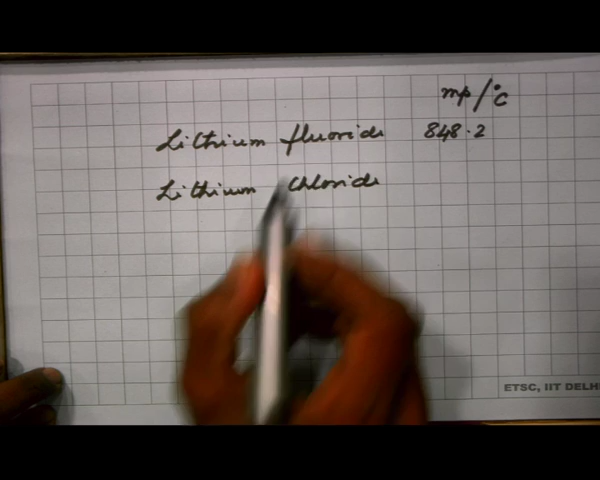 mp/°C
Lithium fluoride 848.2
Lithium chloride
ETSC, IIT DELHI